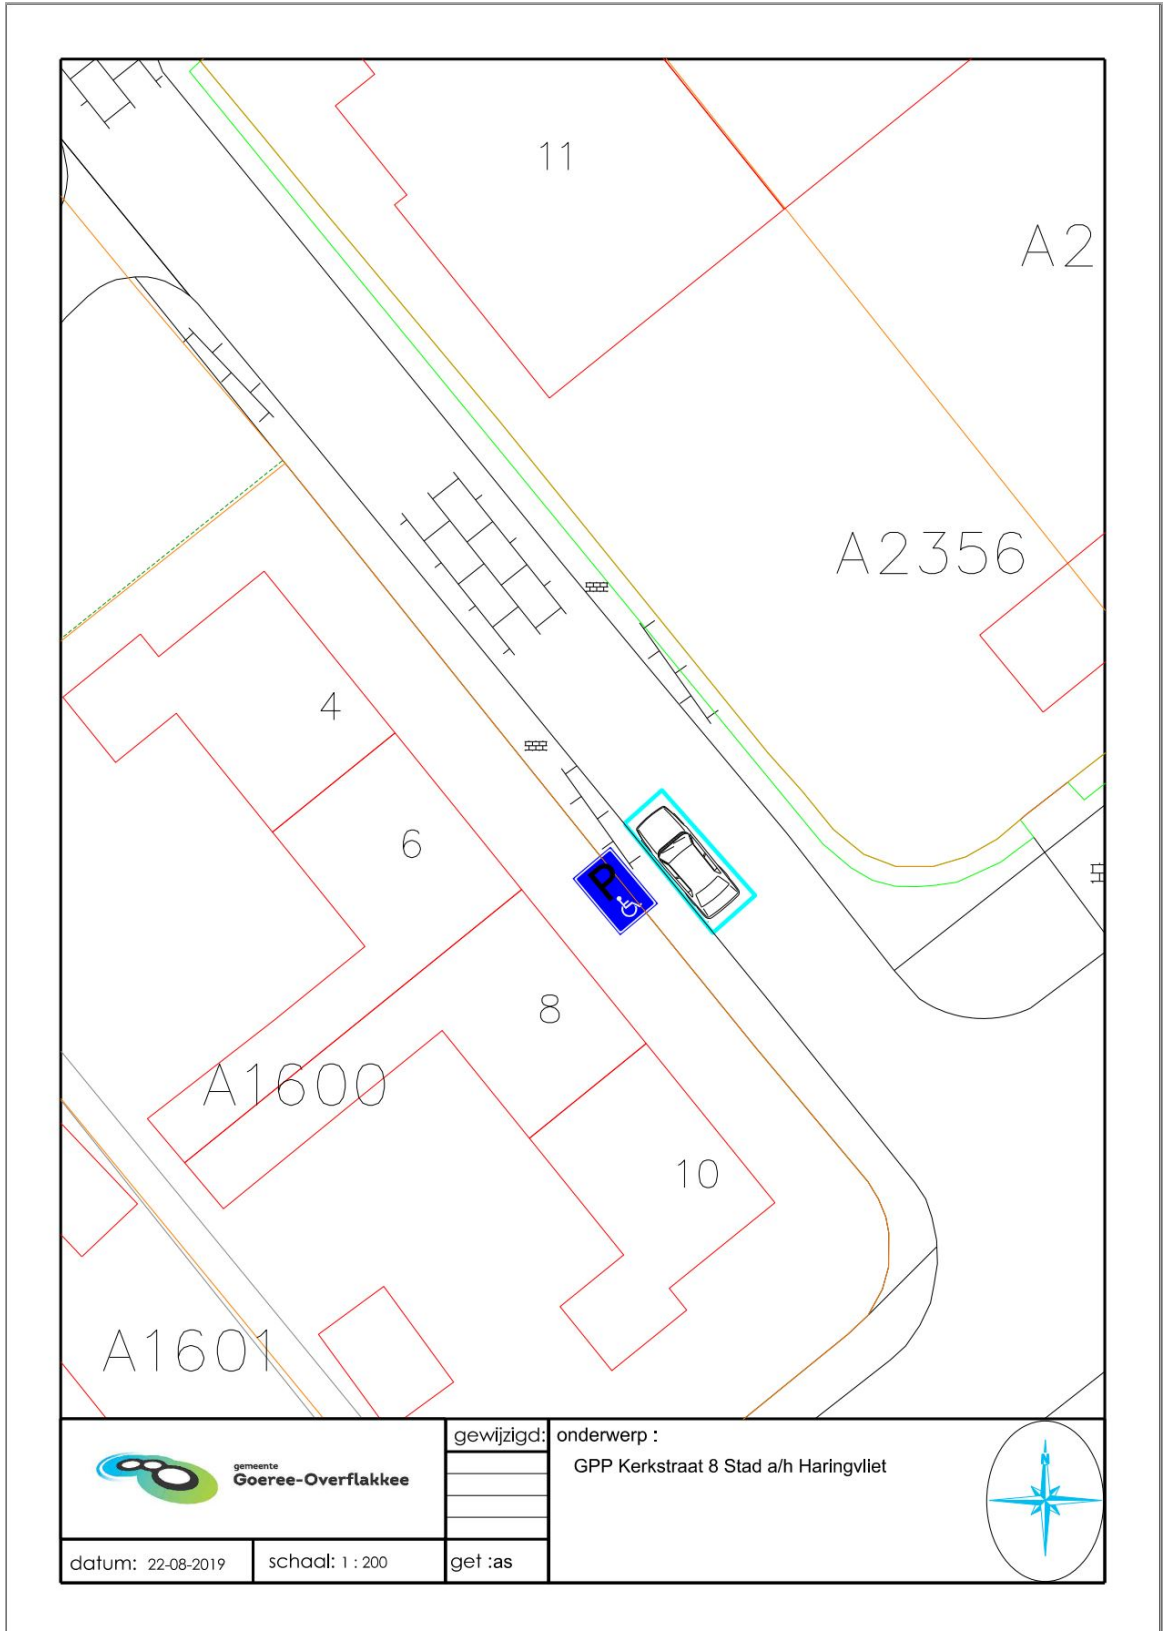 11
A2
A2356
4
6
P
8
A1600
10
A1601
gemeente
Goeree-Overflakkee
gewijzigd:
onderwerp :
GPP Kerkstraat 8 Stad a/h Haringvliet
N
datum: 22-08-2019
schaal: 1 : 200
get :as